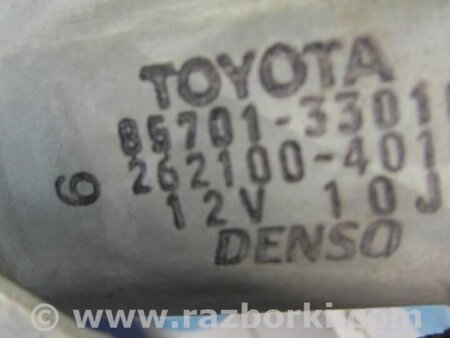 TOYOTA
85701-3301
262100-401
6
12V 10J
DENSO
www.razborki.com